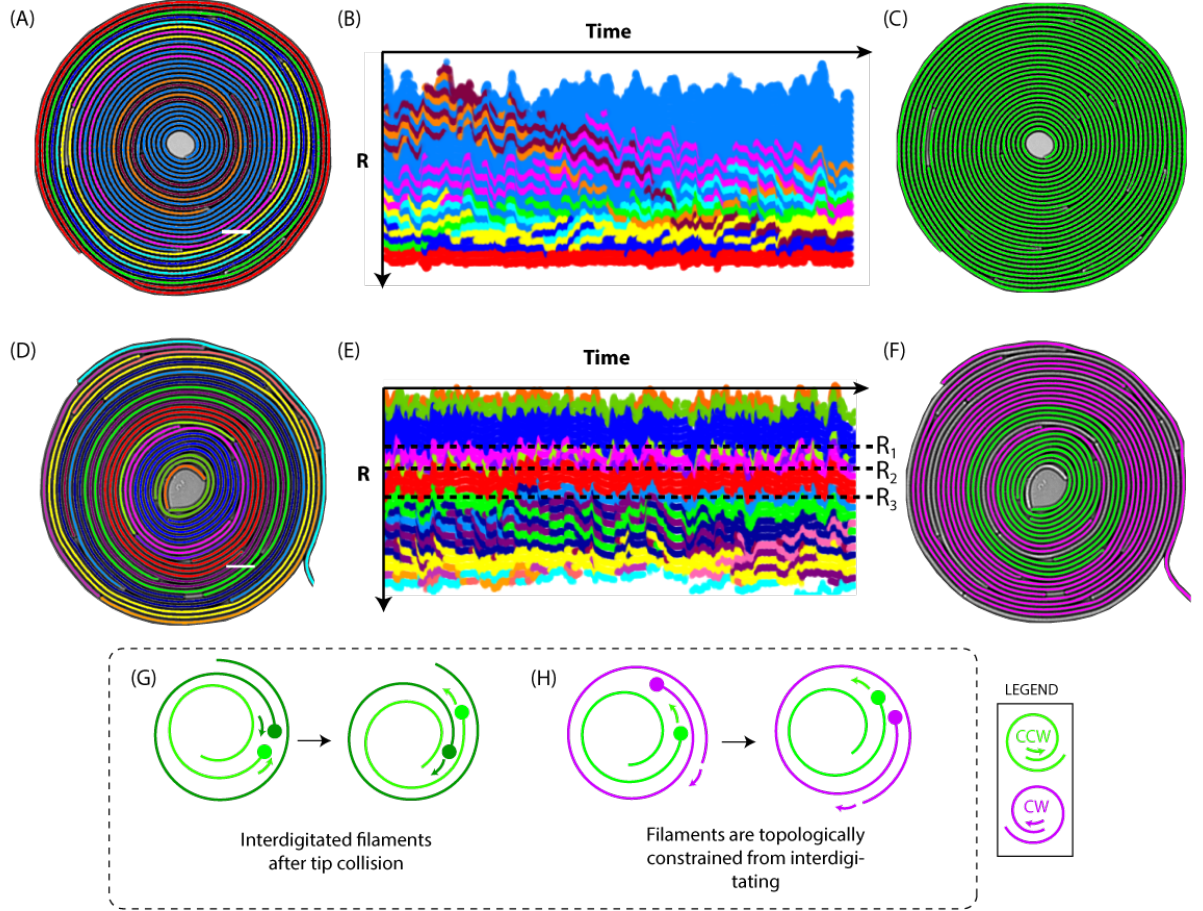 (A)
(B)
Time
R
(C)
(D)
(E)
Time
R
R1
R2
R3
(F)
(G)
Interdigitated filaments
after tip collision
(H)
Filaments are topologically
constrained from interdigi-
tating
LEGEND
CCW
CW